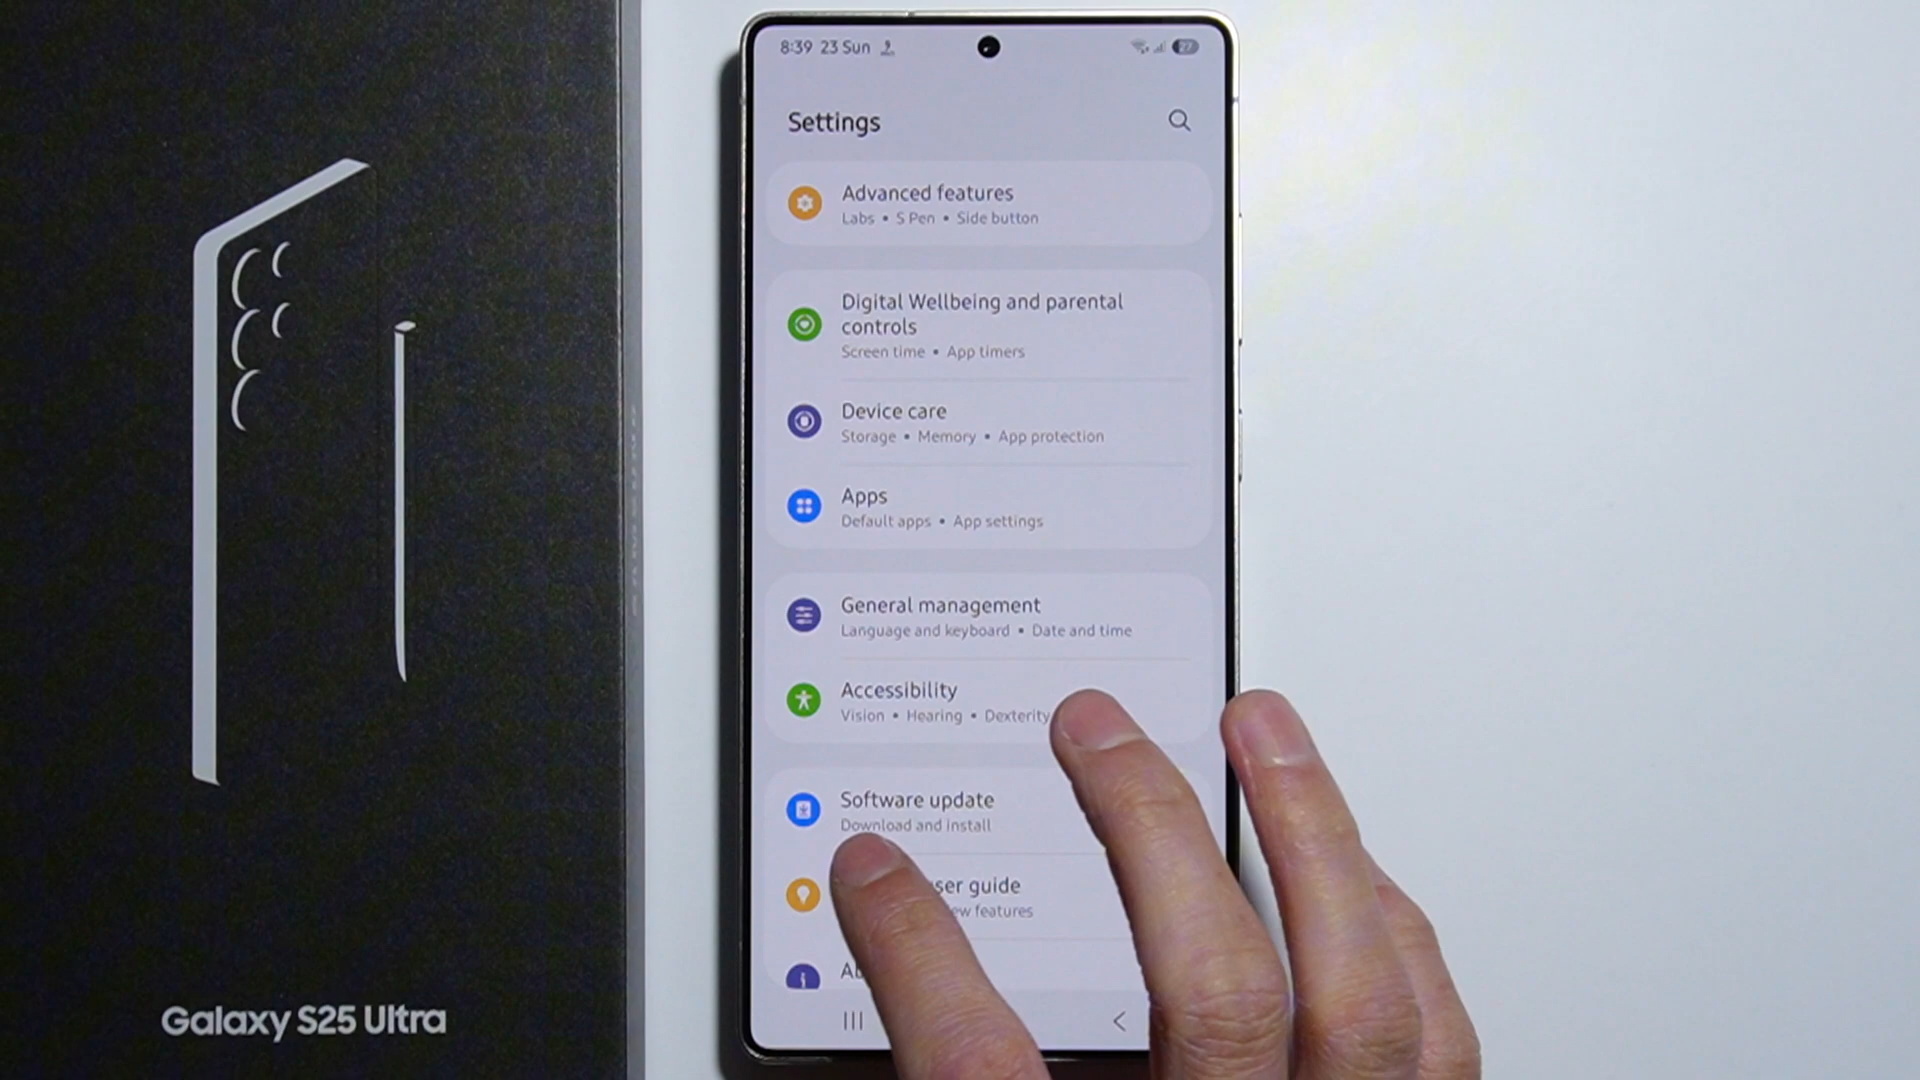 8:39 23 Sun
27
Settings
Advanced features
Labs • S Pen • Side button
Digital Wellbeing and parental
controls
Screen time • App timers
Device care
Storage • Memory • App protection
Apps
Default apps • App settings
General management
Language and keyboard • Date and time
Accessibility
Vision • Hearing • Dexterity
Software update
Download and install
guide
features
Galaxy S25 Ultra